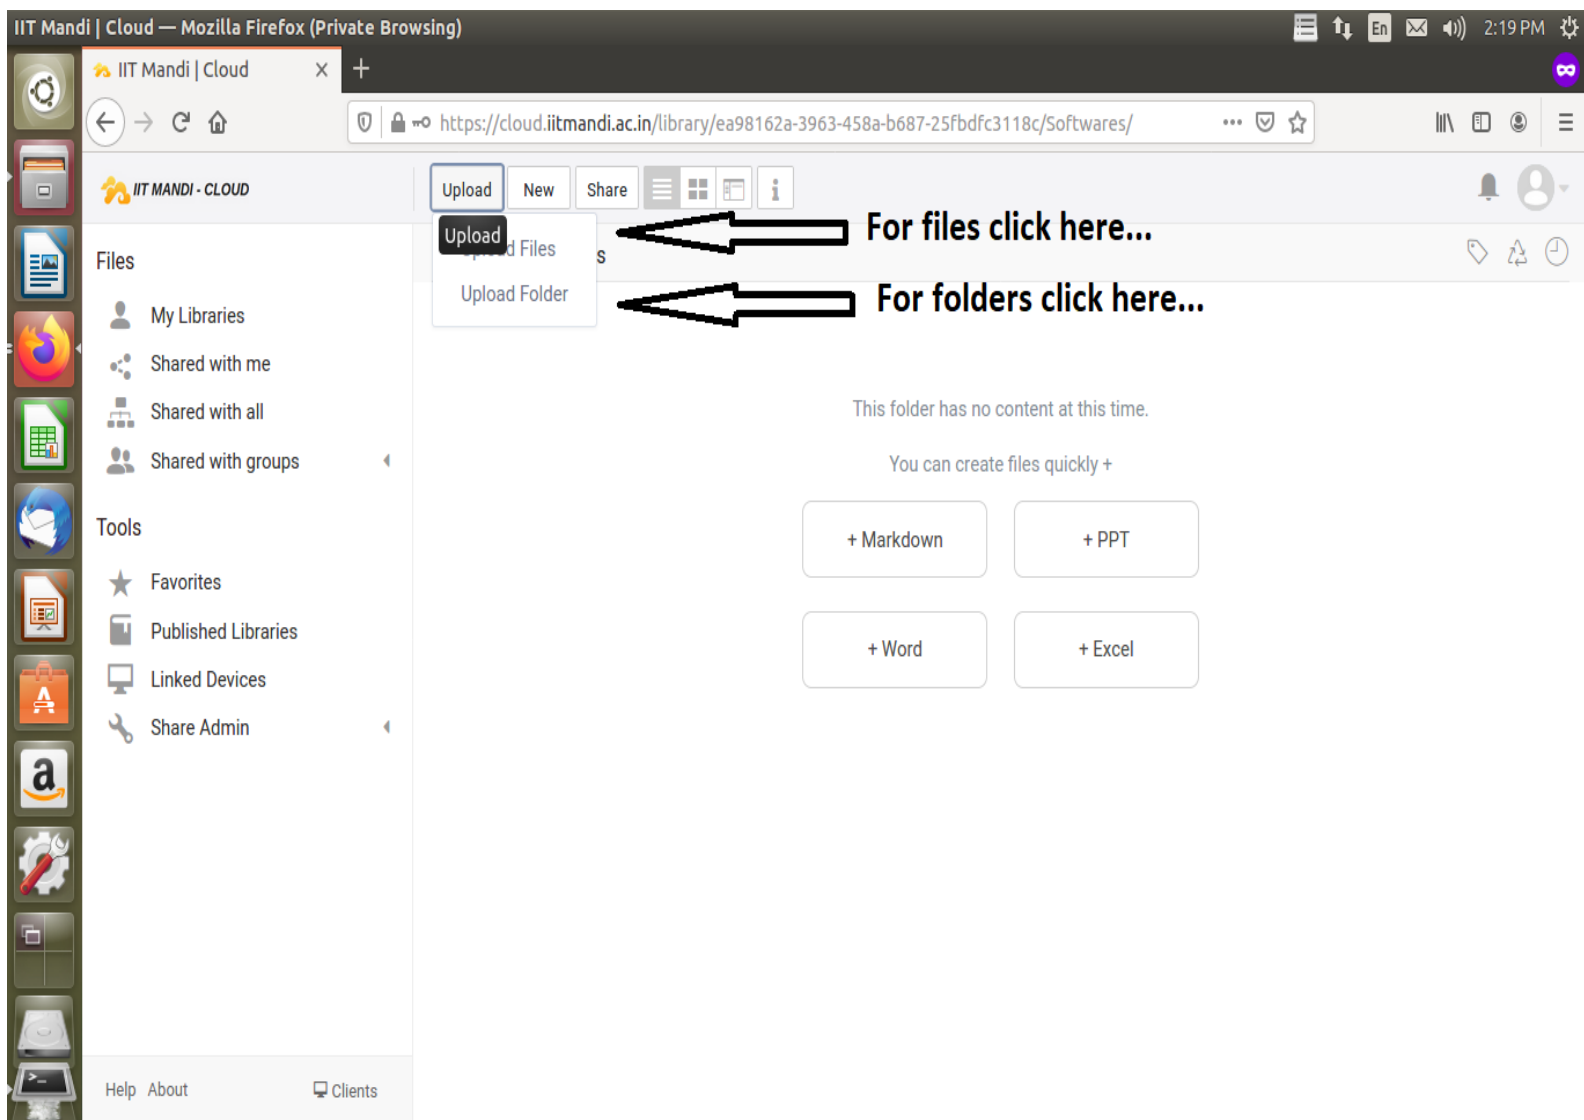 IIT Mandi | Cloud — Mozilla Firefox (Private Browsing)
En
2:19 PM
IIT Mandi | Cloud
https://cloud.iitmandi.ac.in/library/ea98162a-3963-458a-b687-25fbdfc3118c/Softwares/
IIT MANDI - CLOUD
Upload
New
Share
Upload
d Files
s
Upload Folder
For files click here...
For folders click here...
Files
My Libraries
Shared with me
Shared with all
Shared with groups
Tools
Favorites
Published Libraries
Linked Devices
Share Admin
This folder has no content at this time.
You can create files quickly +
+ Markdown
+ PPT
+ Word
+ Excel
Help About
Clients